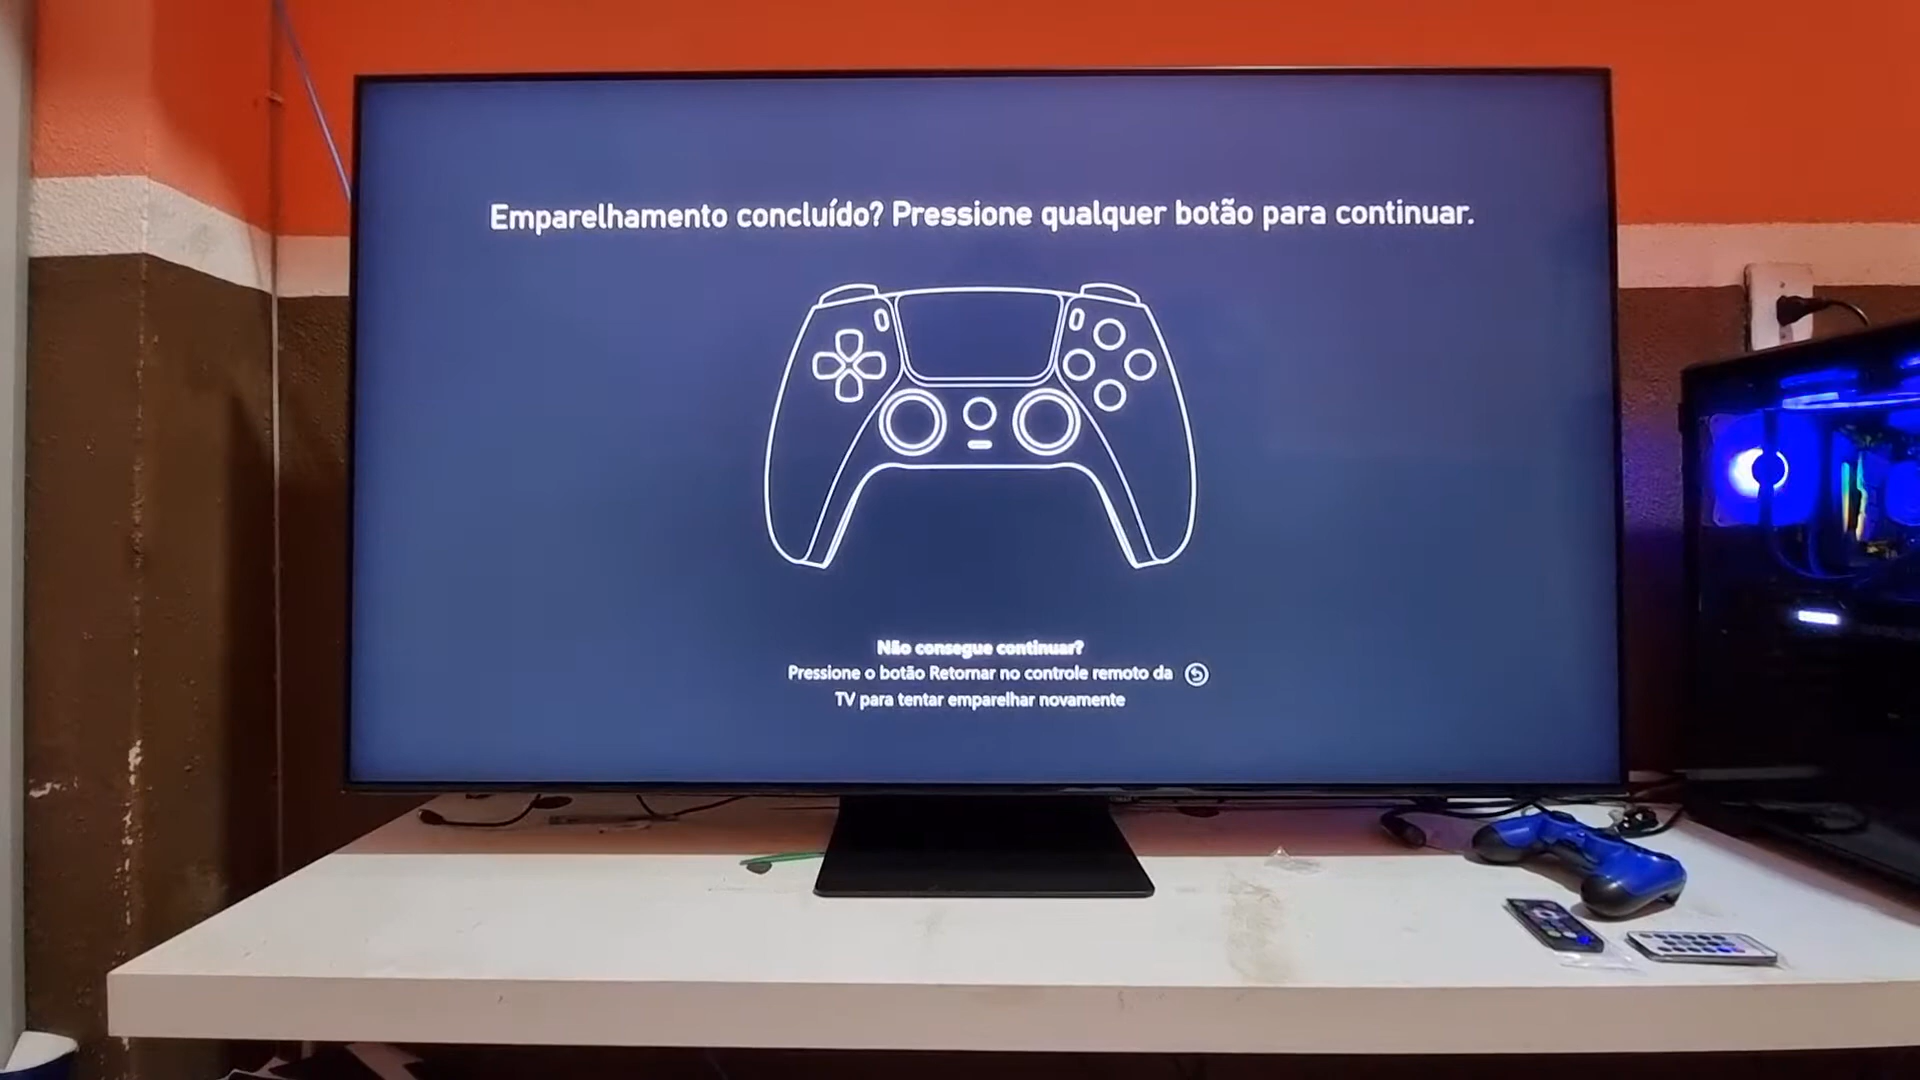 Emparelhamento concluído? Pressione qualquer botão para continuar.
Não consegue continuar?
Pressione o botão Retornar no controle remoto da
TV para tentar emparelhar novamente